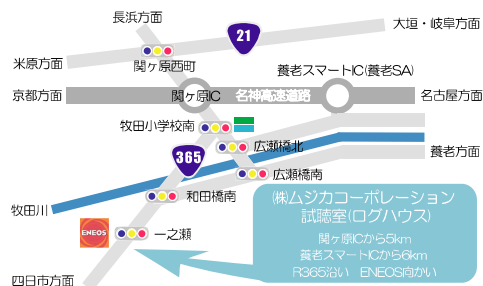 長浜方面
大垣・岐阜方面
21
米原方面
関ヶ原西町
養老スマートIC(養老SA)
京都方面
関ヶ原IC
名神高速道路
名古屋方面
牧田小学校南
広瀬橋北
365
養老方面
広瀬橋南
和田橋南
牧田川
ENEOS
一之瀬
㈱ムジカコーポレーション
試聴室(ログハウス)
関ヶ原ICから5km
養老スマートICから6km
R365沿い ENEOS向かい
四日市方面